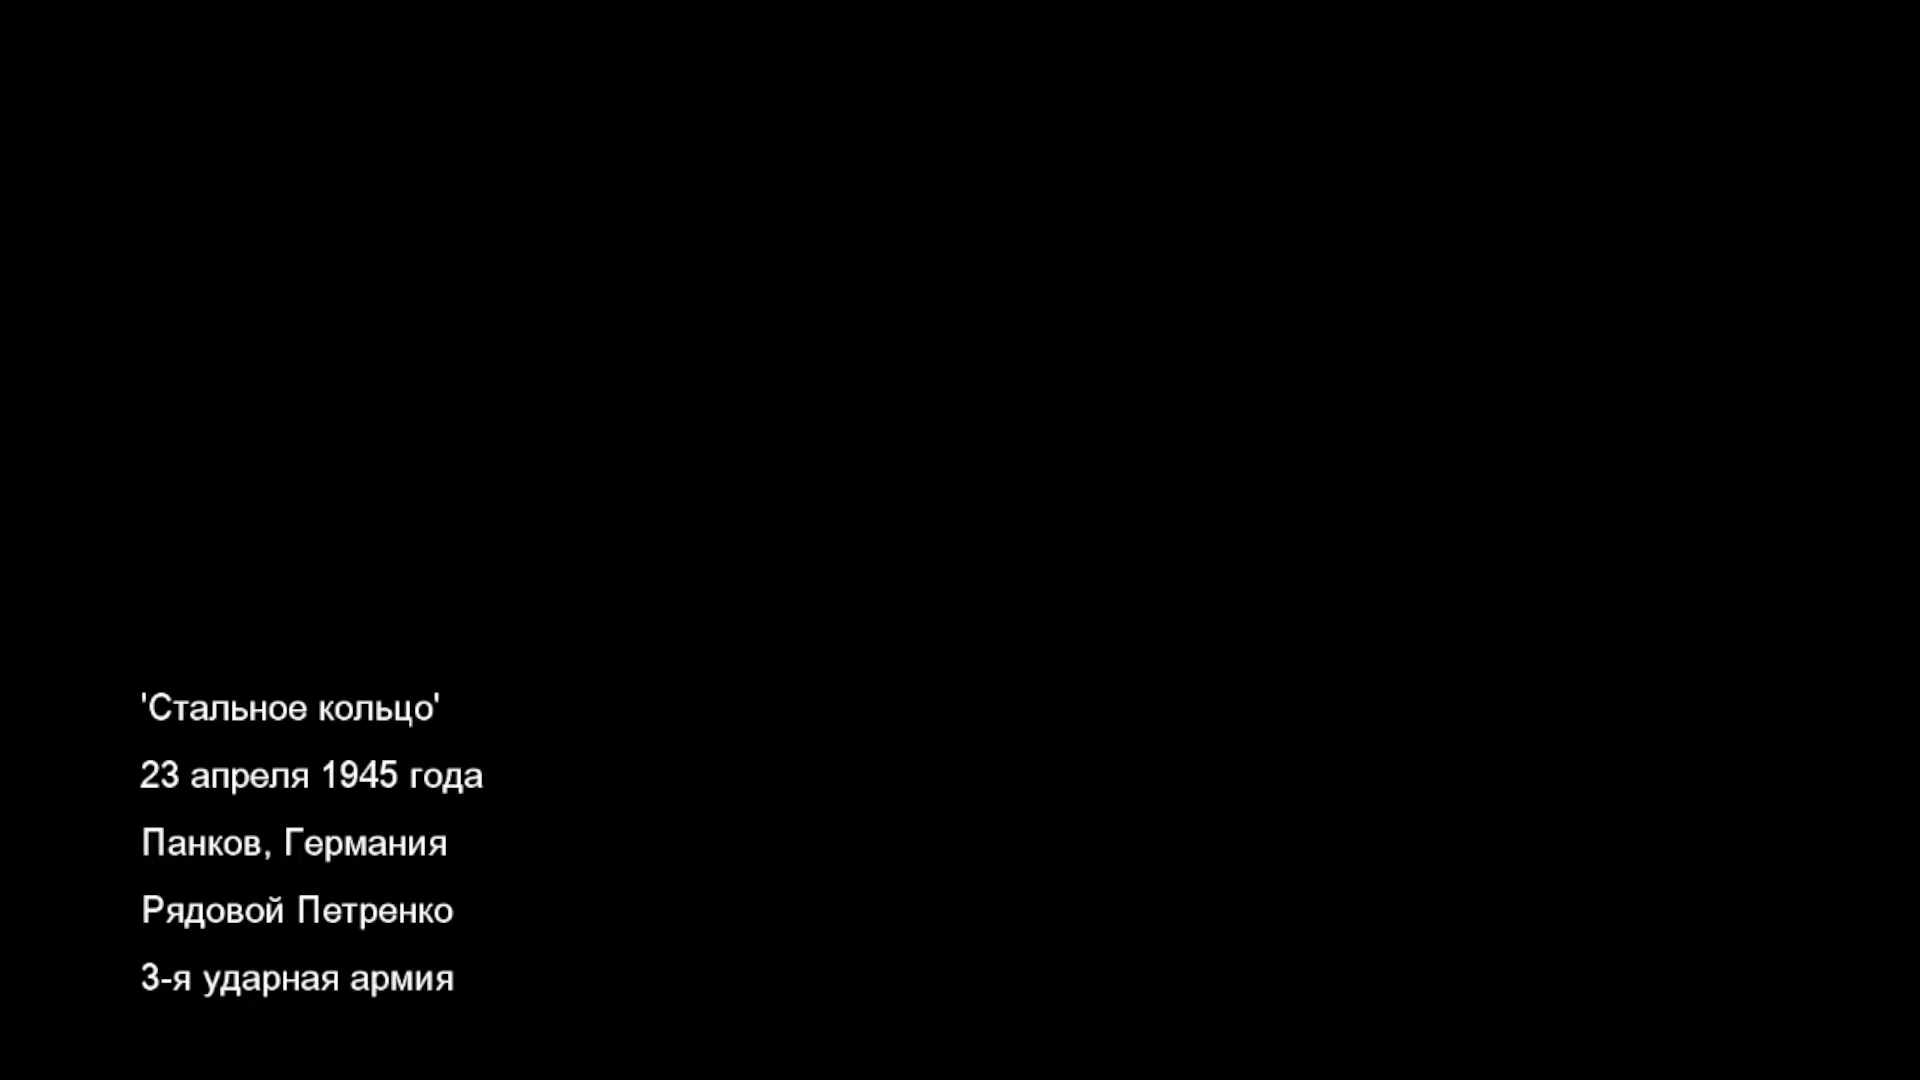 'Стальное кольцо'
23 апреля 1945 года
Панков, Германия
Рядовой Петренко
3-я ударная армия